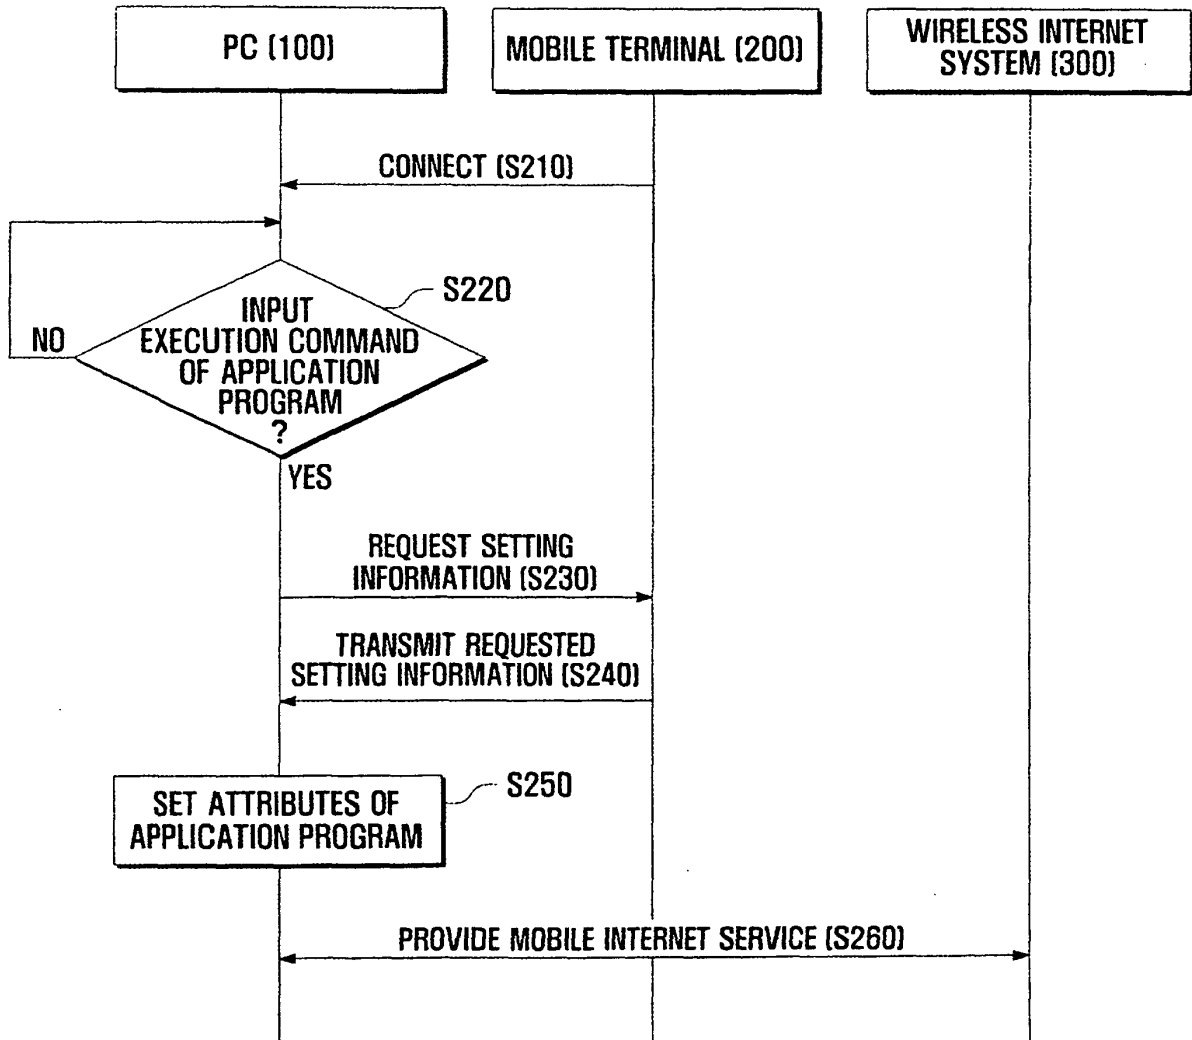 PC (100)
MOBILE TERMINAL (200)
WIRELESS INTERNET
SYSTEM (300)
CONNECT (S210)
S220
INPUT
EXECUTION COMMAND
OF APPLICATION
PROGRAM
?
NO
YES
REQUEST SETTING
INFORMATION (S230)
TRANSMIT REQUESTED
SETTING INFORMATION (S240)
S250
SET ATTRIBUTES OF
APPLICATION PROGRAM
PROVIDE MOBILE INTERNET SERVICE (S260)